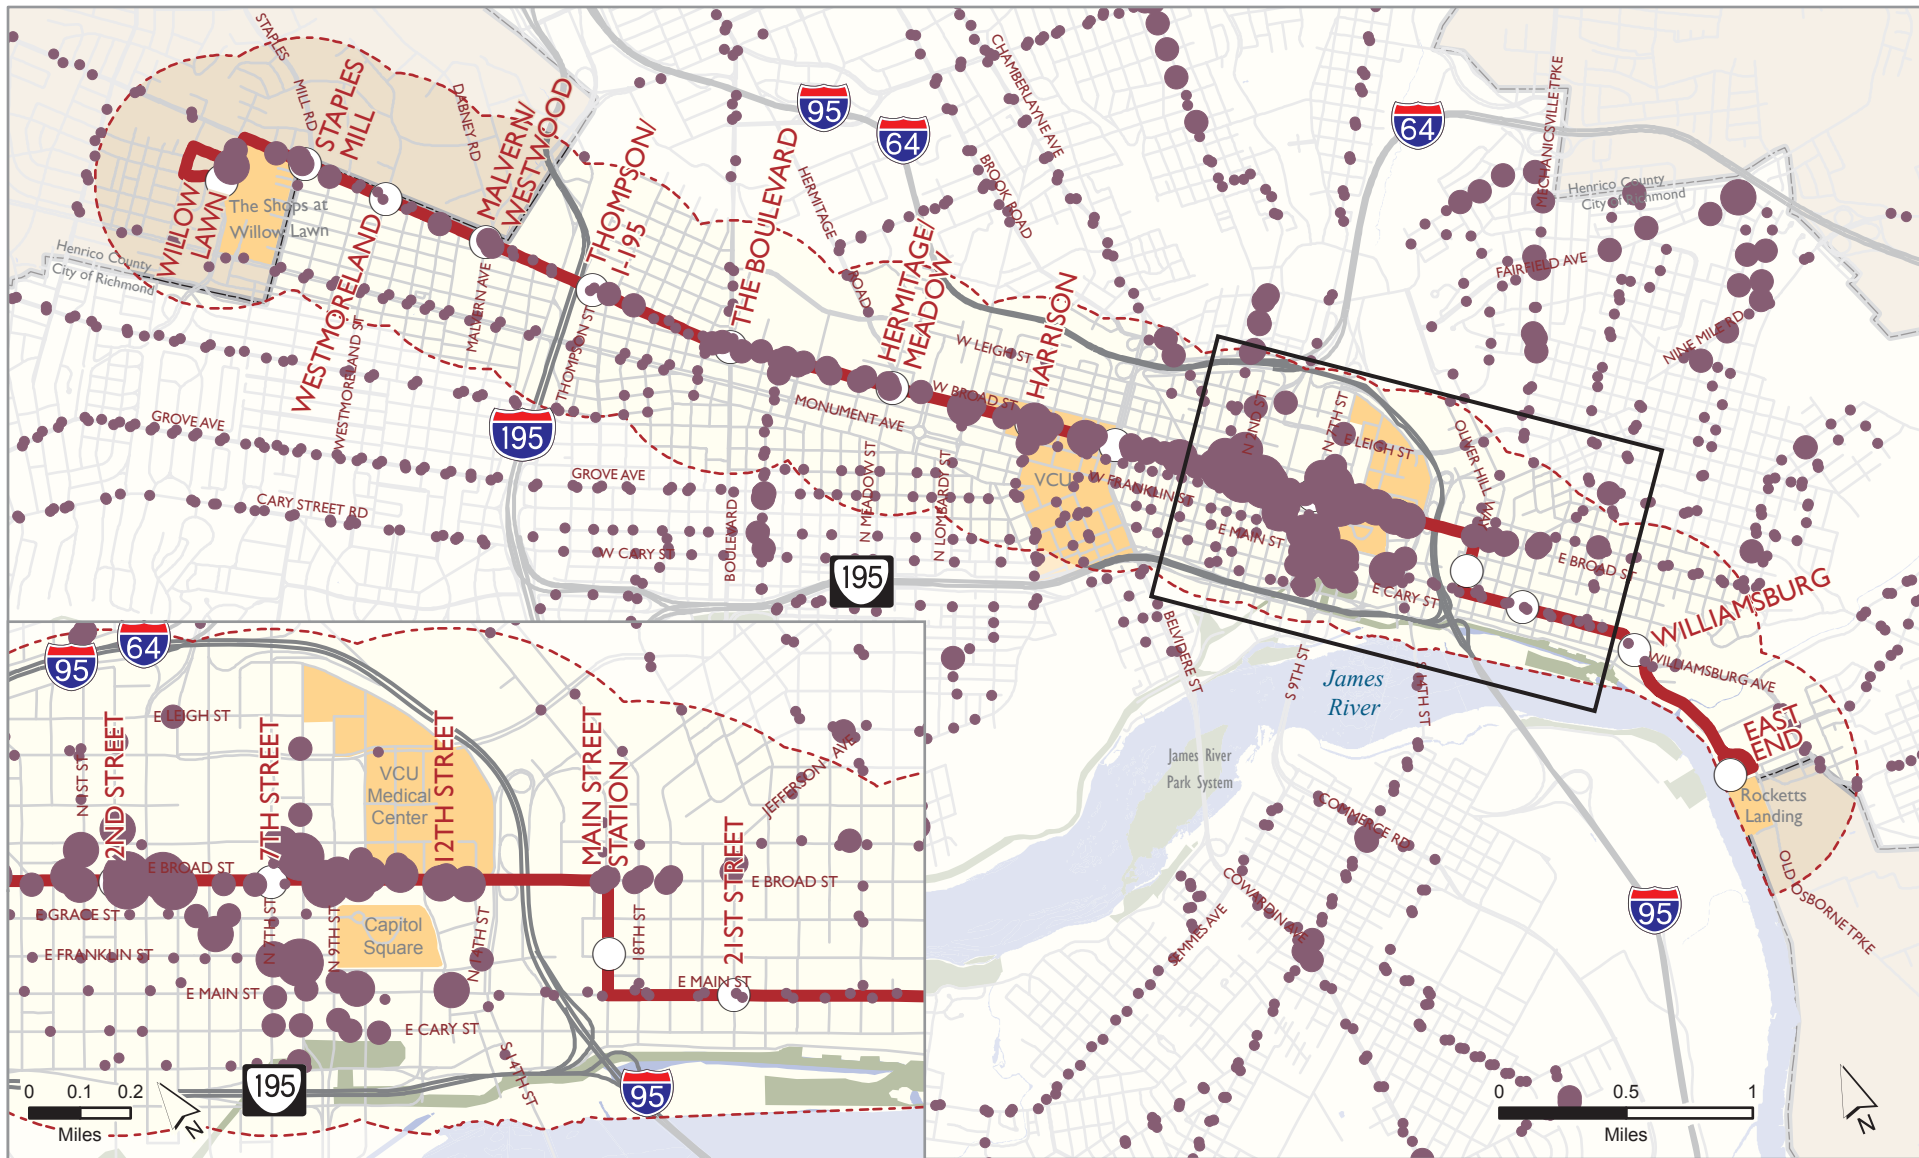 STAPLES
MILL RD
STAPLES
MILL
DABNEY RD
MALVERN/
WESTWOOD
THOMPSON/
I-195
THE BOULEVARD
HERMITAGE
ROAD
HERMITAGE/
MEADOW
HARRISON
95
64
CHAMBERLAYNE AVE
BROOK ROAD
64
MECHANICSVILLE TPKE
Henrico County
City of Richmond
FAIRFIELD AVE
NINE MILE RD
WILLOW
LAWN
The Shops at
Willow Lawn
Henrico County
City of Richmond
WESTMORELAND
WESTMORELAND ST
MALVERN AVE
THOMPSON ST
195
GROVE AVE
CARY STREET RD
GROVE AVE
W CARY ST
BOULEVARD
MONUMENT AVE
N MEADOW ST
N LOMBARDY ST
W LEIGH ST
W BROAD ST
VCU
W FRANKLIN ST
195
N 2ND ST
N 7TH ST
E LEIGH ST
OLIVER HILL WAY
E MAIN ST
E CARY ST
E BROAD ST
WILLIAMSBURG
WILLIAMSBURG AVE
EAST
END
Rocketts
Landing
OLD OSBORNE TPKE
BELVIDERE ST
S 9TH ST
S 14TH ST
James
River
James River
Park System
COMMERCE RD
COWARDIN AVE
SEMMES AVE
95
0 0.5 1
Miles
N
95
64
E LEIGH ST
N 1ST ST
2ND STREET
7TH STREET
VCU
Medical
Center
12TH STREET
MAIN STREET
STATION
JEFFERSON AVE
21ST STREET
E BROAD ST
E BROAD ST
E GRACE ST
E FRANKLIN ST
N 7TH ST
N 9TH ST
Capitol
Square
N 14TH ST
18TH ST
E MAIN ST
E MAIN ST
E CARY ST
S 14TH ST
195
95
0 0.1 0.2
Miles
N